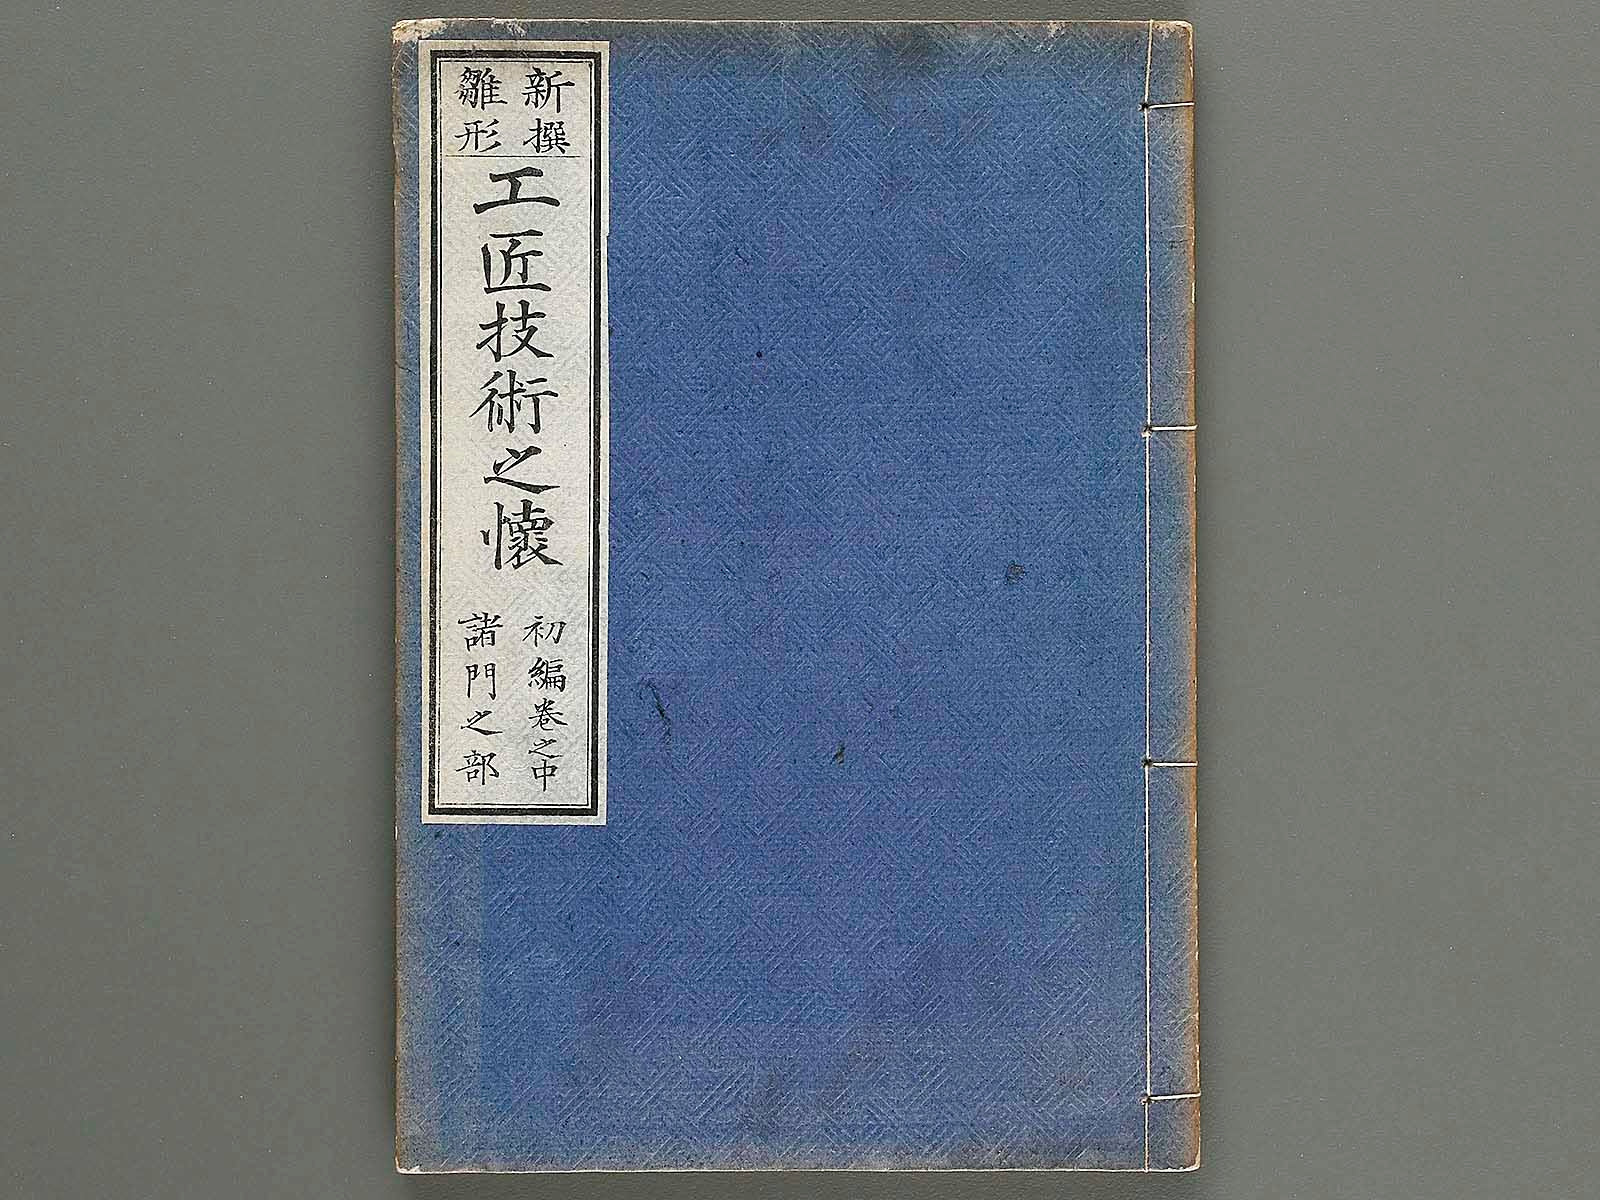 新撰
雛形
工匠技術之懐
初編巻之中
諸門之部